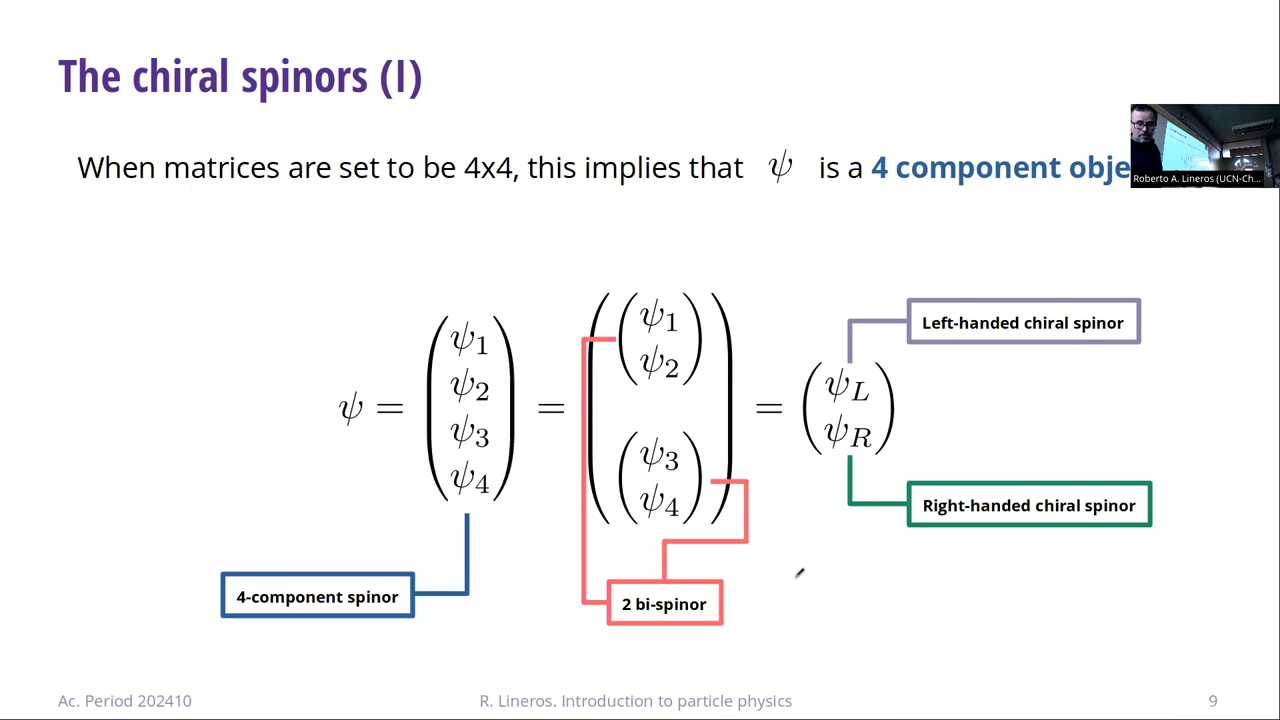 The chiral spinors (I)
When matrices are set to be 4x4, this implies that ψ is a 4 component obje
Roberto A. Lineros (UCN-Ch...
Left-handed chiral spinor
ψ = (ψ₁ ψ₂ ψ₃ ψ₄) = ((ψ₁ ψ₂) (ψ₃ ψ₄)) = (ψ_L ψ_R)
Right-handed chiral spinor
4-component spinor
2 bi-spinor
Ac. Period 202410
R. Lineros. Introduction to particle physics
9